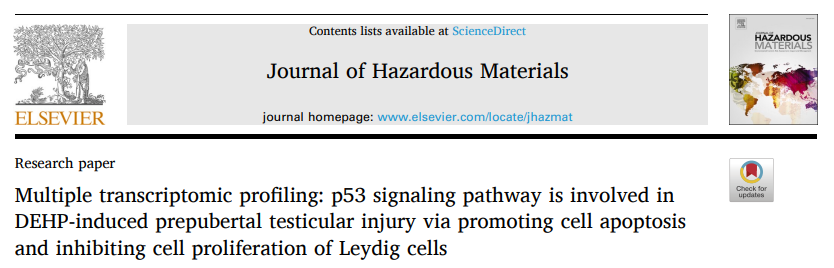 Contents lists available at ScienceDirect
JOURNAL OF
HAZARDOUS
MATERIALS
Journal of Hazardous Materials
ELSEVIER
journal homepage: www.elsevier.com/locate/jhazmat
Research paper
Check for
updates
Multiple transcriptomic profiling: p53 signaling pathway is involved in
DEHP-induced prepubertal testicular injury via promoting cell apoptosis
and inhibiting cell proliferation of Leydig cells